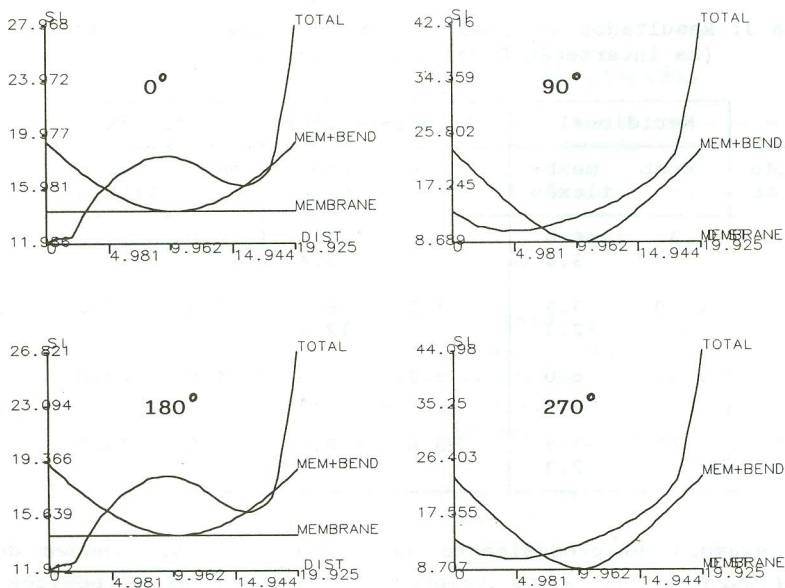 SI
27.968
TOTAL
23.972
0°
19.977
MEM+BEND
15.981
MEMBRANE
DIST
11.986
0
4.981
9.962
14.944
19.925
SI
42.916
TOTAL
34.359
90°
25.802
MEM+BEND
17.245
8.689
MEMBRANE
0
4.981
9.962
14.944
19.925
SI
26.821
TOTAL
23.094
180°
19.366
MEM+BEND
15.639
MEMBRANE
DIST
11.912
0
4.981
9.962
14.944
19.925
SI
44.098
TOTAL
35.25
270°
26.403
MEM+BEND
17.555
8.707
MEMBRANE
0
4.981
9.962
14.944
19.925